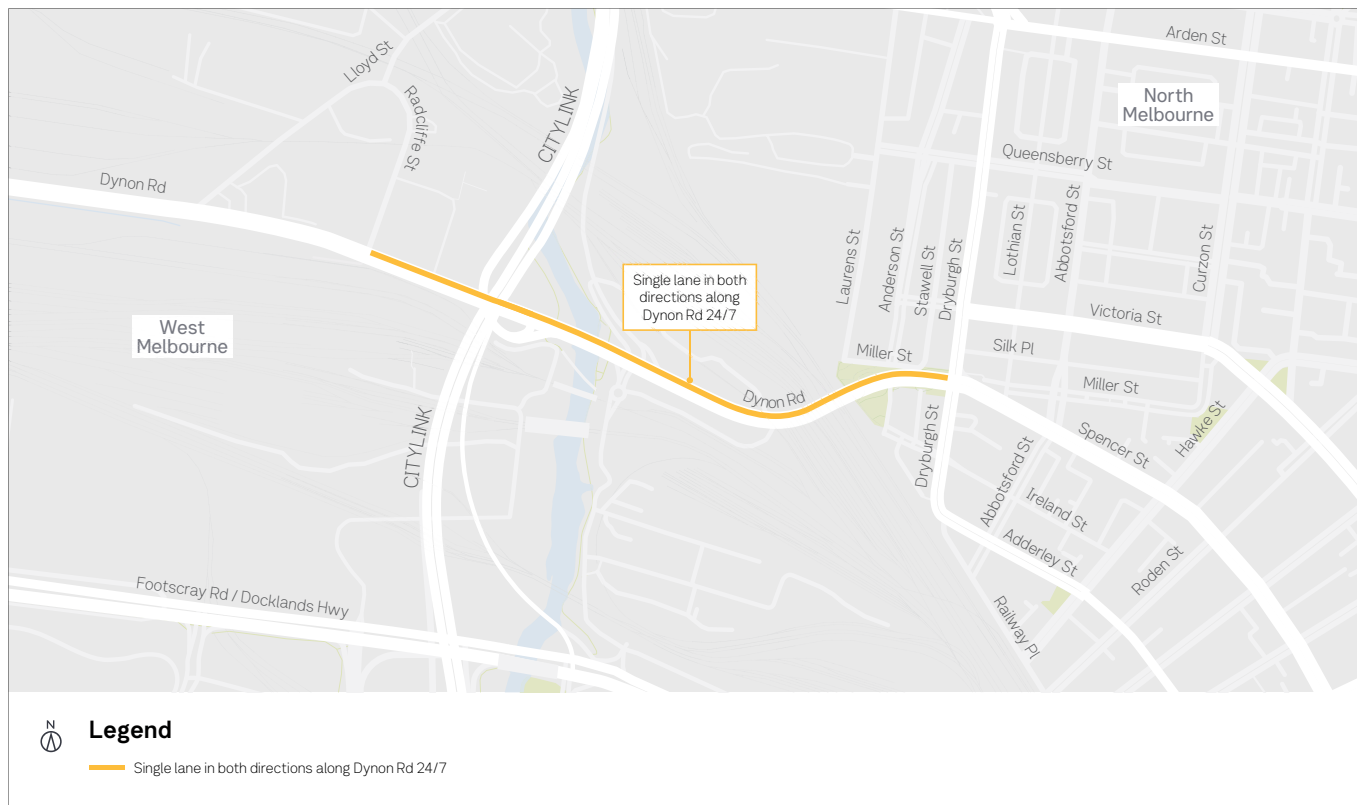 Arden St
Lloyd St
North
Melbourne
Radcliffe St
CITYLINK
Queensberry St
Dynon Rd
Abbotsford St
Lothian St
Curzon St
Laurens St
Anderson St
Stawell St
Dryburgh St
Single lane in both
directions along
Dynon Rd 24/7
Victoria St
West
Melbourne
Silk Pl
Miller St
Miller St
Dynon Rd
Hawke St
CITYLINK
Dryburgh St
Spencer St
Abbotsford St
Ireland St
Adderley St
Roden St
Footscray Rd / Docklands Hwy
Railway Pl
N
Legend
Single lane in both directions along Dynon Rd 24/7